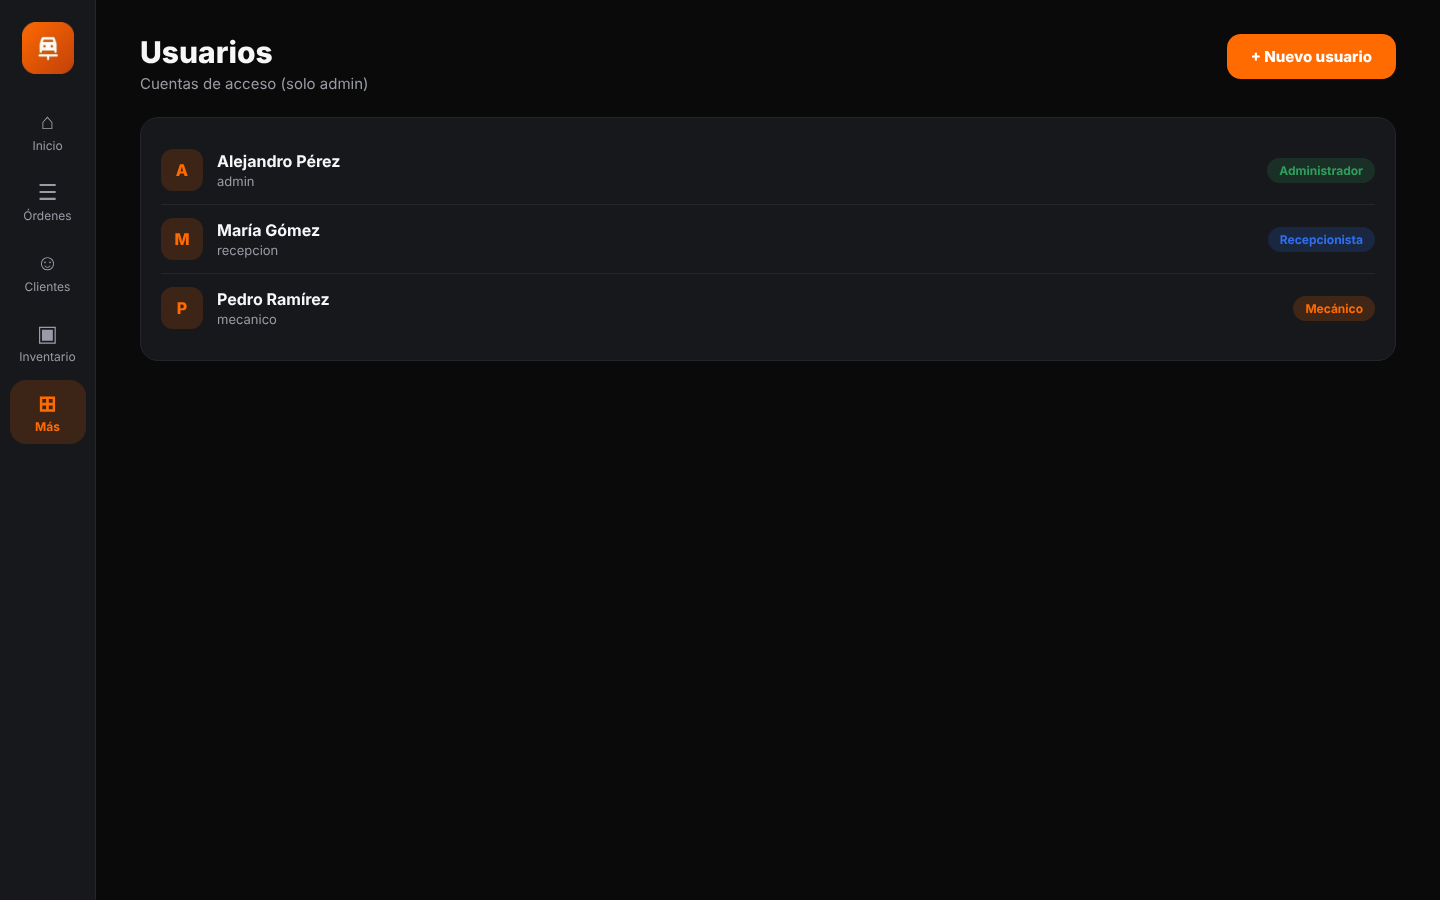 Inicio
Órdenes
Clientes
Inventario
Más
Usuarios
Cuentas de acceso (solo admin)
+ Nuevo usuario
A
Alejandro Pérez
admin
Administrador
M
María Gómez
recepcion
Recepcionista
P
Pedro Ramírez
mecanico
Mecánico